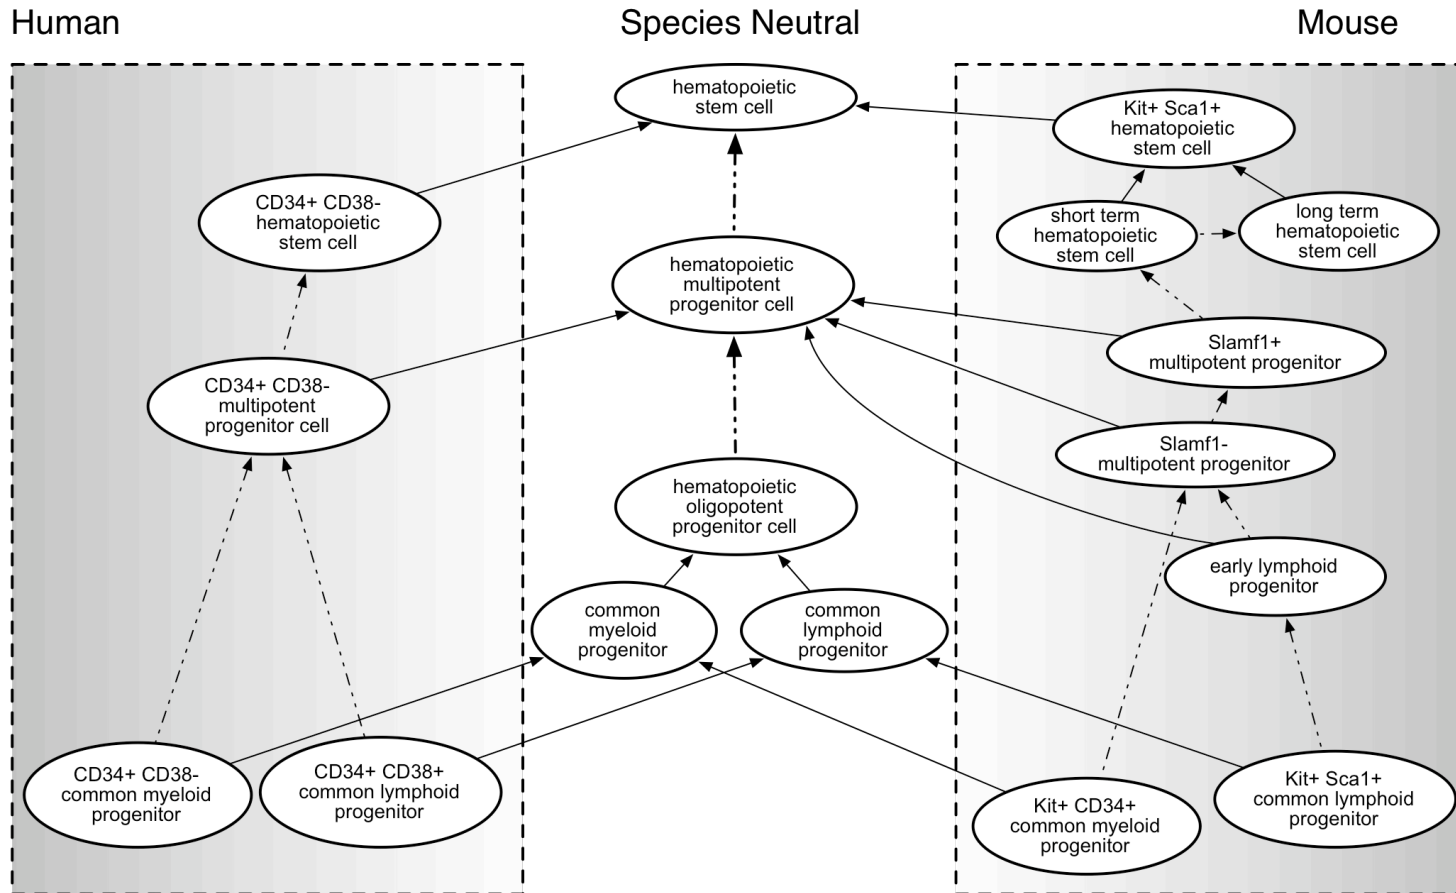 Human
Species Neutral
Mouse
hematopoietic
stem cell
Kit+ Sca1+
hematopoietic
stem cell
CD34+ CD38-
hematopoietic
stem cell
short term
hematopoietic
stem cell
long term
hematopoietic
stem cell
hematopoietic
multipotent
progenitor cell
Slamf1+
multipotent progenitor
CD34+ CD38-
multipotent
progenitor cell
Slamf1-
multipotent progenitor
hematopoietic
oligopotent
progenitor cell
early lymphoid
progenitor
common
myeloid
progenitor
common
lymphoid
progenitor
CD34+ CD38-
common myeloid
progenitor
CD34+ CD38+
common lymphoid
progenitor
Kit+ CD34+
common myeloid
progenitor
Kit+ Sca1+
common lymphoid
progenitor